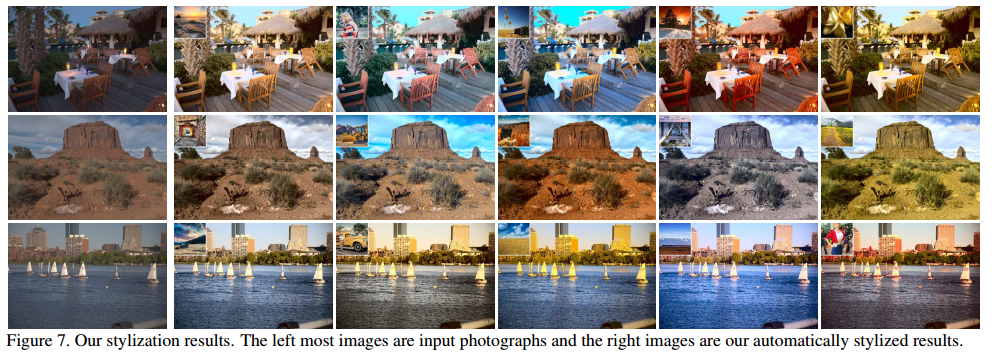 Figure 7. Our stylization results. The left most images are input photographs and the right images are our automatically stylized results.